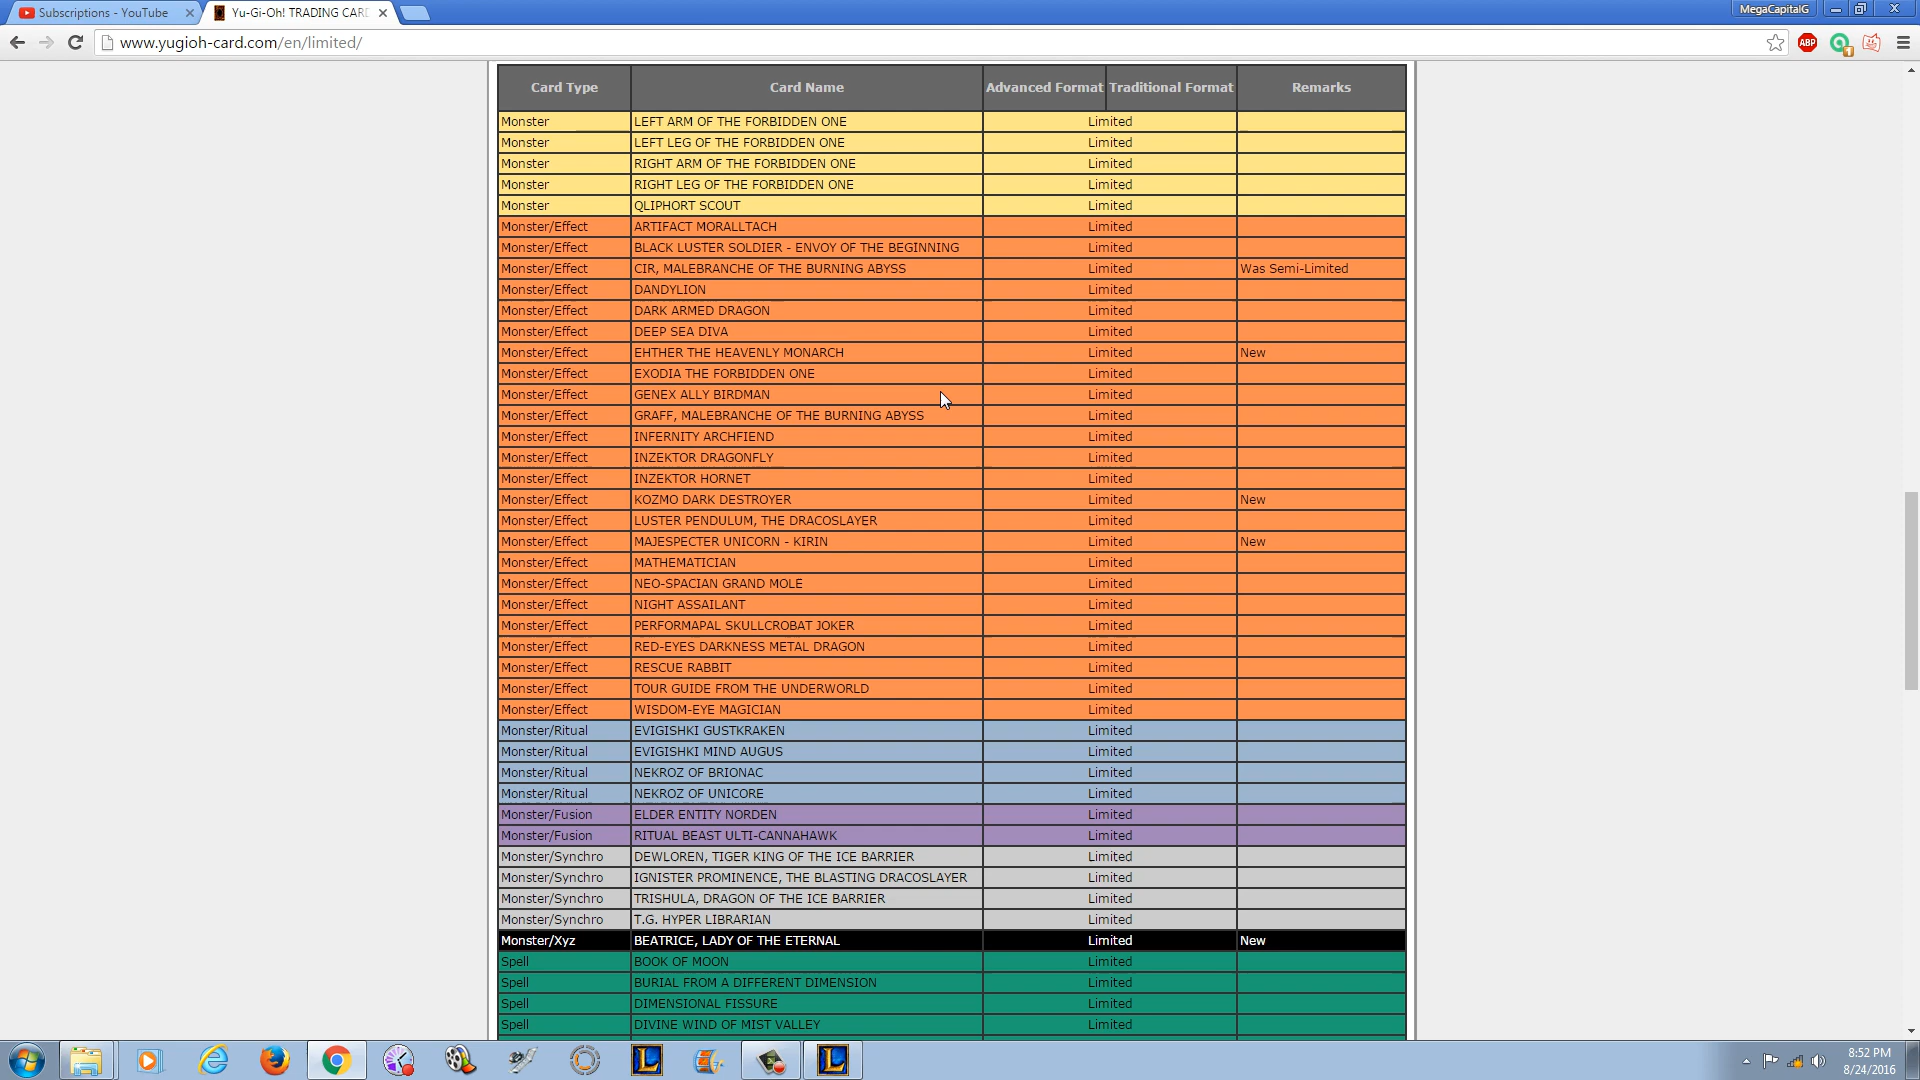 Subscriptions - YouTube
Yu-Gi-Oh! TRADING CARD
MegaCapitalG
www.yugioh-card.com/en/limited/
ABP
Card Type Card Name Advanced Format Traditional Format Remarks
Monster LEFT ARM OF THE FORBIDDEN ONE Limited
Monster LEFT LEG OF THE FORBIDDEN ONE Limited
Monster RIGHT ARM OF THE FORBIDDEN ONE Limited
Monster RIGHT LEG OF THE FORBIDDEN ONE Limited
Monster QLIPHORT SCOUT Limited
Monster/Effect ARTIFACT MORALLTACH Limited
Monster/Effect BLACK LUSTER SOLDIER - ENVOY OF THE BEGINNING Limited
Monster/Effect CIR, MALEBRANCHE OF THE BURNING ABYSS Limited Was Semi-Limited
Monster/Effect DANDYLION Limited
Monster/Effect DARK ARMED DRAGON Limited
Monster/Effect DEEP SEA DIVA Limited
Monster/Effect EHTHER THE HEAVENLY MONARCH Limited New
Monster/Effect EXODIA THE FORBIDDEN ONE Limited
Monster/Effect GENEX ALLY BIRDMAN Limited
Monster/Effect GRAFF, MALEBRANCHE OF THE BURNING ABYSS Limited
Monster/Effect INFERNITY ARCHFIEND Limited
Monster/Effect INZEKTOR DRAGONFLY Limited
Monster/Effect INZEKTOR HORNET Limited
Monster/Effect KOZMO DARK DESTROYER Limited New
Monster/Effect LUSTER PENDULUM, THE DRACOSLAYER Limited
Monster/Effect MAJESPECTER UNICORN - KIRIN Limited New
Monster/Effect MATHEMATICIAN Limited
Monster/Effect NEO-SPACIAN GRAND MOLE Limited
Monster/Effect NIGHT ASSAILANT Limited
Monster/Effect PERFORMAPAL SKULLCROBAT JOKER Limited
Monster/Effect RED-EYES DARKNESS METAL DRAGON Limited
Monster/Effect RESCUE RABBIT Limited
Monster/Effect TOUR GUIDE FROM THE UNDERWORLD Limited
Monster/Effect WISDOM-EYE MAGICIAN Limited
Monster/Ritual EVIGISHKI GUSTKRAKEN Limited
Monster/Ritual EVIGISHKI MIND AUGUS Limited
Monster/Ritual NEKROZ OF BRIONAC Limited
Monster/Ritual NEKROZ OF UNICORE Limited
Monster/Fusion ELDER ENTITY NORDEN Limited
Monster/Fusion RITUAL BEAST ULTI-CANNAHAWK Limited
Monster/Synchro DEWLOREN, TIGER KING OF THE ICE BARRIER Limited
Monster/Synchro IGNISTER PROMINENCE, THE BLASTING DRACOSLAYER Limited
Monster/Synchro TRISHULA, DRAGON OF THE ICE BARRIER Limited
Monster/Synchro T.G. HYPER LIBRARIAN Limited
Monster/Xyz BEATRICE, LADY OF THE ETERNAL Limited New
Spell BOOK OF MOON Limited
Spell BURIAL FROM A DIFFERENT DIMENSION Limited
Spell DIMENSIONAL FISSURE Limited
Spell DIVINE WIND OF MIST VALLEY Limited
8:52 PM
8/24/2016